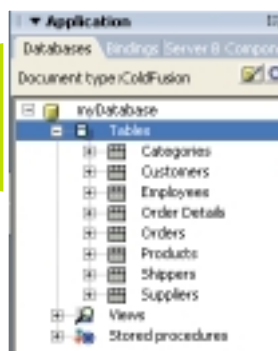 Application
Databases Bindings Server B Compon
Document type:ColdFusion
myDatabase
Tables
Categories
Customers
Employees
Order Details
Orders
Products
Shippers
Suppliers
Views
Stored procedures